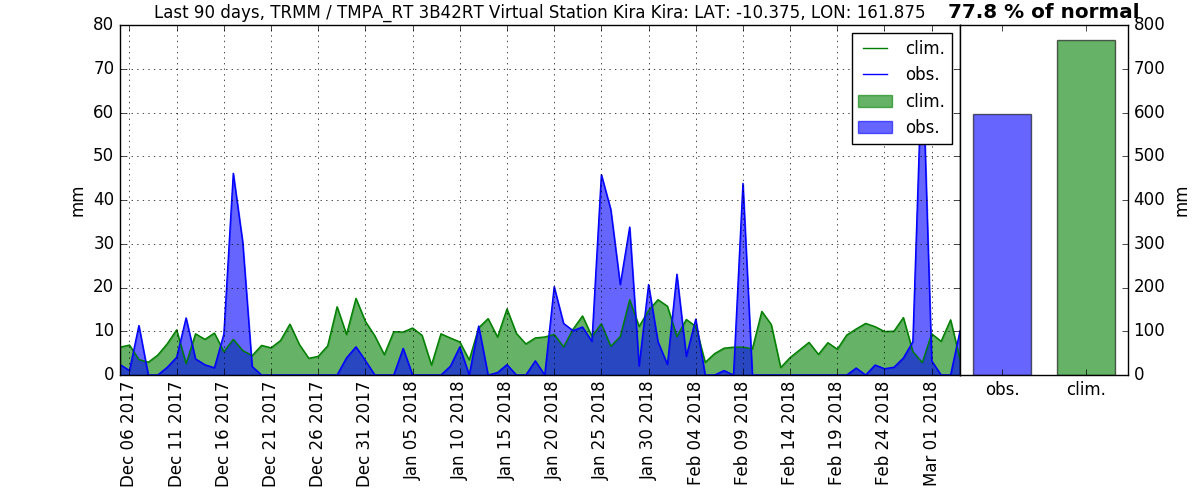 Last 90 days, TRMM / TMPA_RT 3B42RT Virtual Station Kira Kira: LAT: -10.375, LON: 161.875
77.8 % of normal
80
70
60
50
40
30
20
10
0
mm
clim.
obs.
clim.
obs.
800
700
600
500
400
300
200
100
0
mm
Dec 06 2017
Dec 11 2017
Dec 16 2017
Dec 21 2017
Dec 26 2017
Dec 31 2017
Jan 05 2018
Jan 10 2018
Jan 15 2018
Jan 20 2018
Jan 25 2018
Jan 30 2018
Feb 04 2018
Feb 09 2018
Feb 14 2018
Feb 19 2018
Feb 24 2018
Mar 01 2018
obs.
clim.